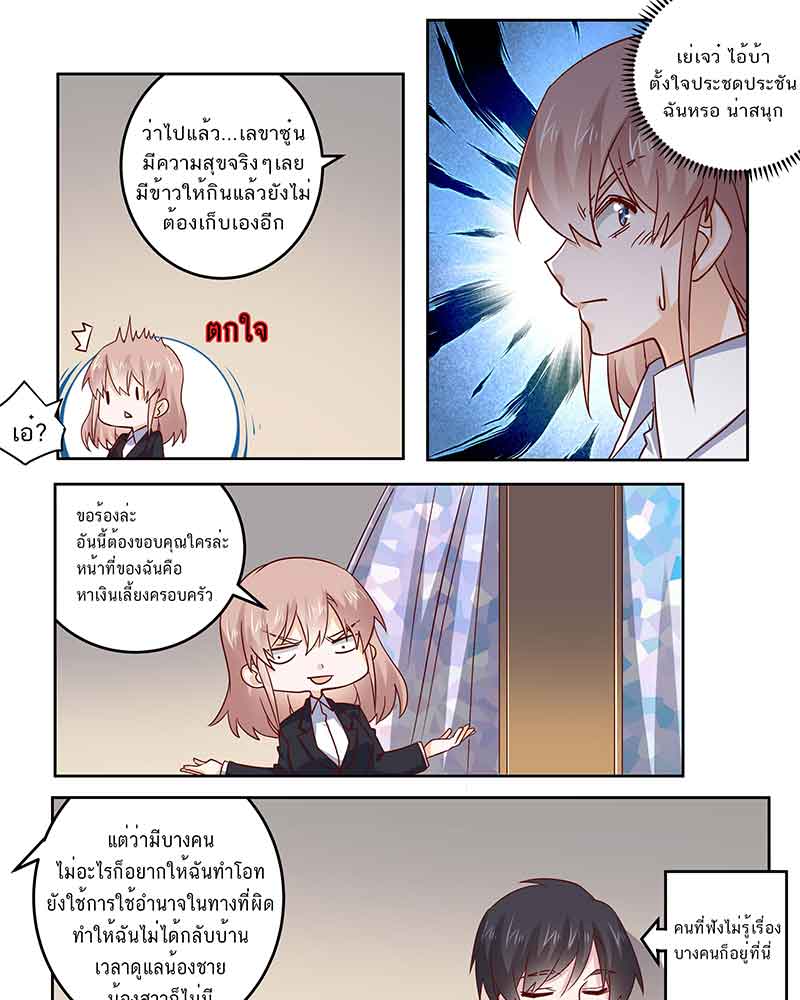 ว่าไปแล้ว...เลขาซู่น
มีความสุขจริงๆเลย
มีข้าวให้กินแล้วยังไม่
ต้องเก็บเองอีก
ตกใจ
เอ๋?
เย่เจว๋ ไอ้บ้า
ตั้งใจประชดประชัน
ฉันหรอ น่าสนุก
ขอร้องล่ะ
อันนี้ต้องขอบคุณใครล่ะ
หน้าที่ของฉันคือ
หาเงินเลี้ยงครอบครัว
แต่ว่ามีบางคน
ไม่อะไรก็อยากให้ฉันทำโอท
ยังใช้การใช้อำนาจในทางที่ผิด
ทำให้ฉันไม่ได้กลับบ้าน
เวลาดูแลน้องชาย
น้องสาวก็ไม่มี
คนที่ฟังไม่รู้เรื่อง
บางคนก็อยู่ที่นี่